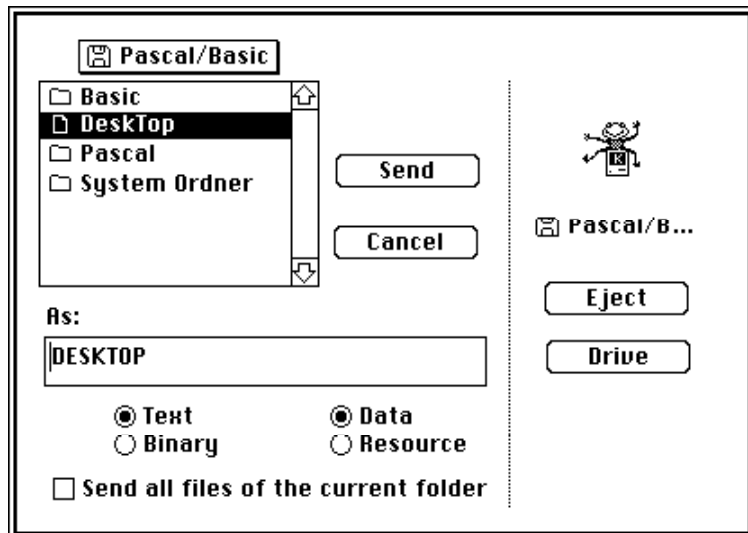 Pascal/Basic
Basic
DeskTop
Pascal
System Ordner
Send
Cancel
As:
DESKTOP
Text
Data
Binary
Resource
Send all files of the current folder
K
Pascal/B...
Eject
Drive